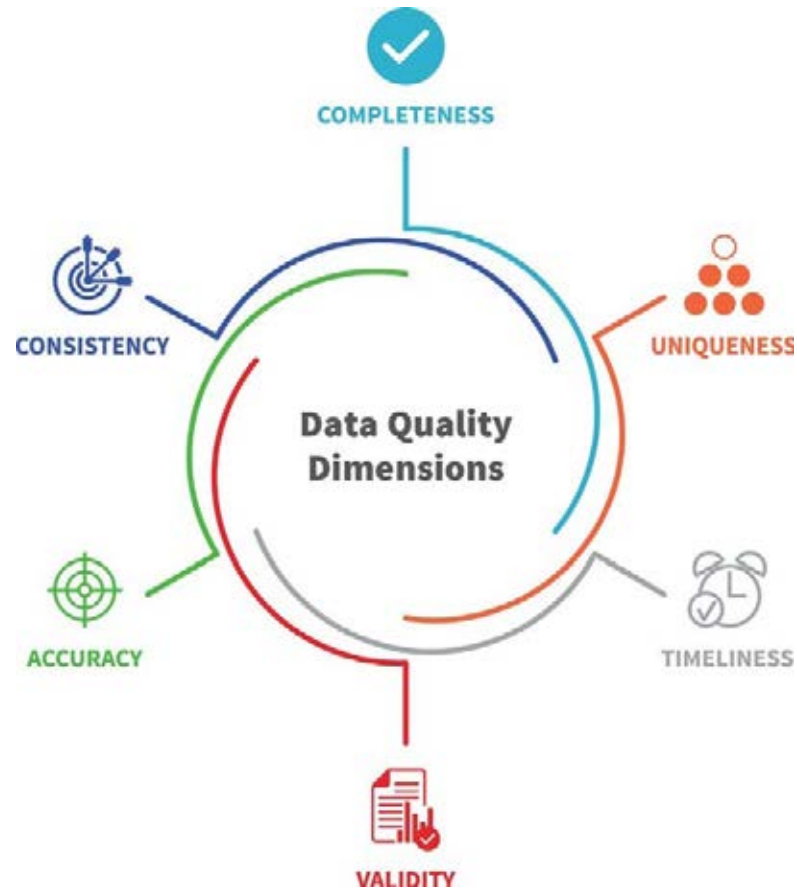 COMPLETENESS
CONSISTENCY
UNIQUENESS
Data Quality
Dimensions
ACCURACY
TIMELINESS
VALIDITY